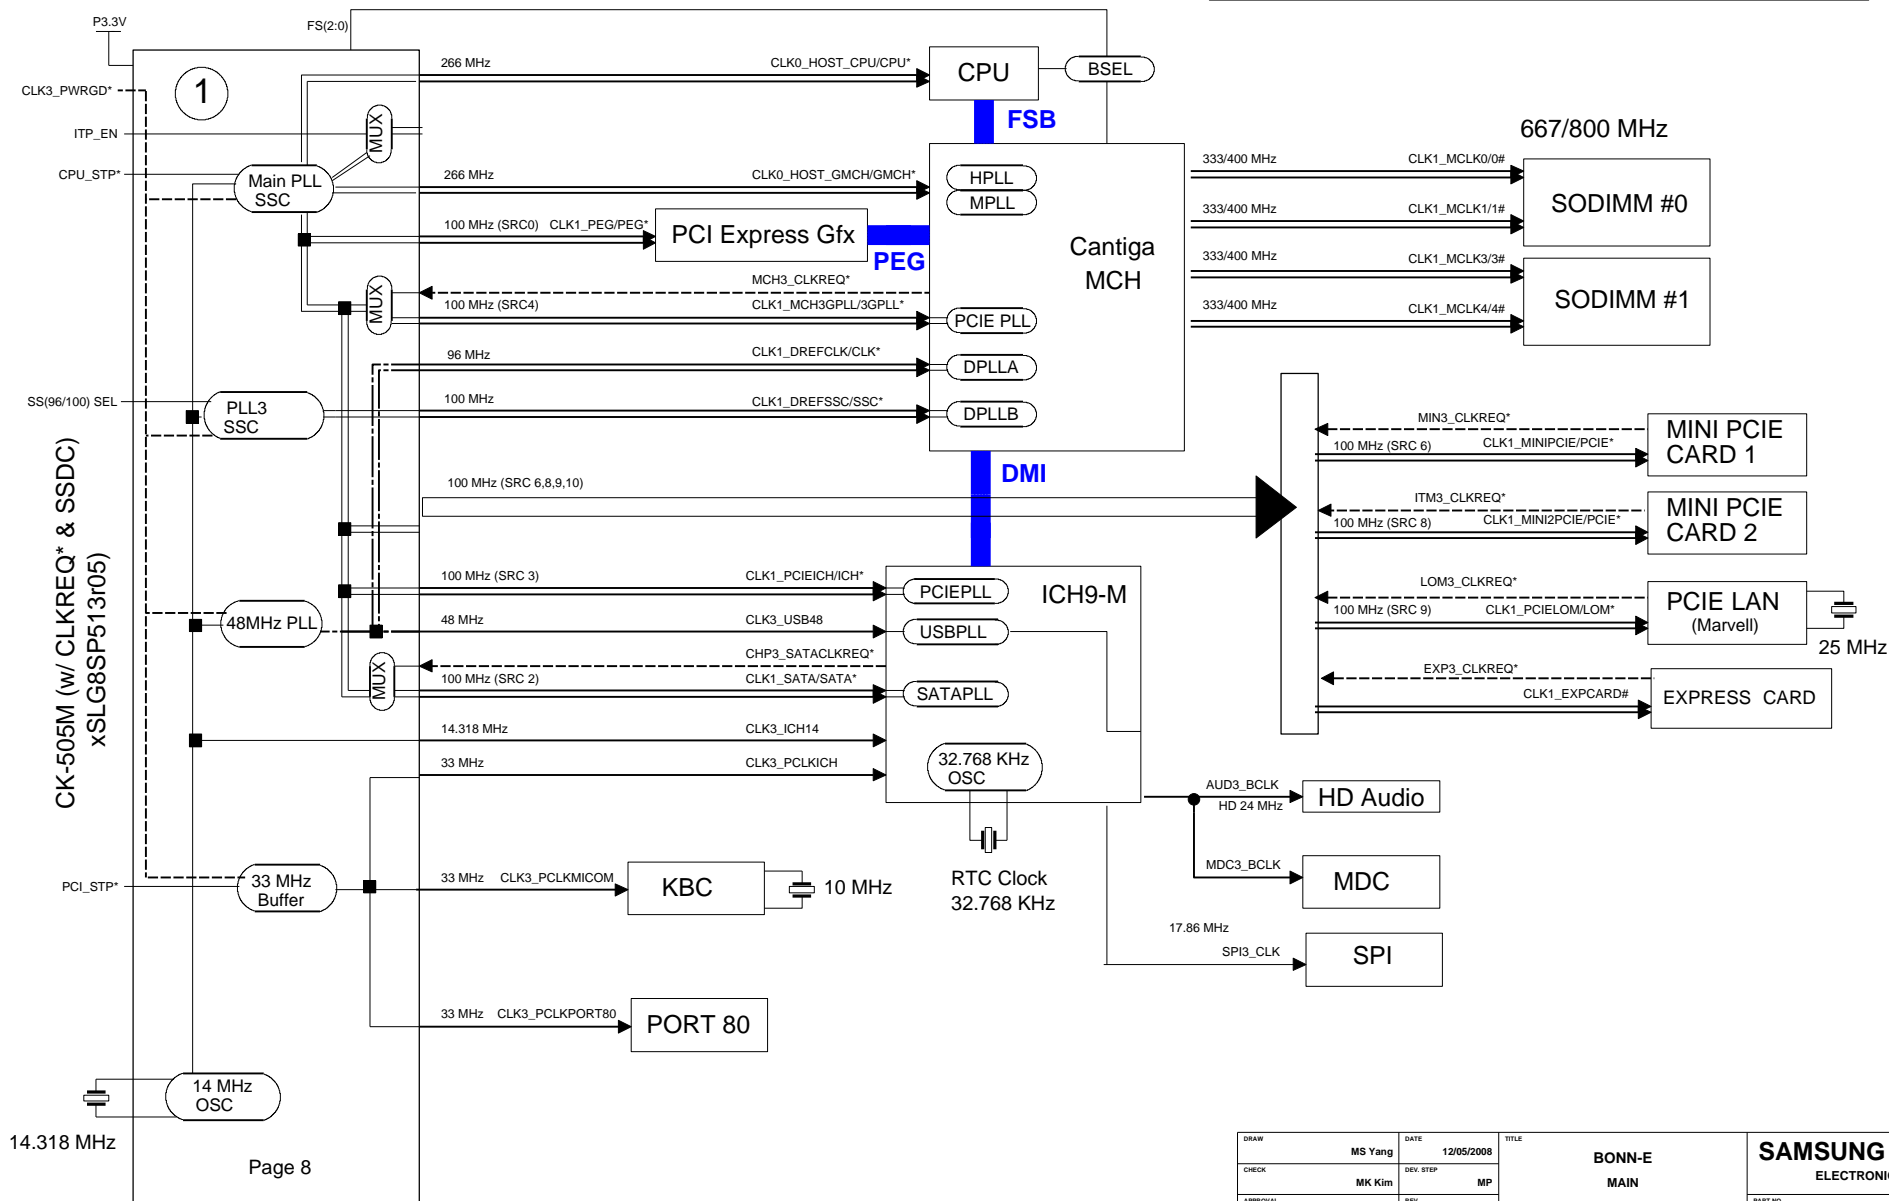 P3.3V
FS(2:0)
1
CLK3_PWRGD*
ITP_EN
CPU_STP*
MUX
Main PLL
SSC
266 MHz
CLK0_HOST_CPU/CPU*
CPU
BSEL
FSB
266 MHz
CLK0_HOST_GMCH/GMCH*
HPLL
MPLL
100 MHz (SRC0)
CLK1_PEG/PEG*
PCI Express Gfx
PEG
Cantiga
MCH
MCH3_CLKREQ*
MUX
100 MHz (SRC4)
CLK1_MCH3GPLL/3GPLL*
PCIE PLL
96 MHz
CLK1_DREFCLK/CLK*
DPLLA
SS(96/100) SEL
PLL3
SSC
100 MHz
CLK1_DREFSSC/SSC*
DPLLB
667/800 MHz
333/400 MHz
CLK1_MCLK0/0#
SODIMM #0
333/400 MHz
CLK1_MCLK1/1#
333/400 MHz
CLK1_MCLK3/3#
SODIMM #1
333/400 MHz
CLK1_MCLK4/4#
DMI
100 MHz (SRC 6,8,9,10)
MIN3_CLKREQ*
100 MHz (SRC 6)
CLK1_MINIPCIE/PCIE*
MINI PCIE
CARD 1
ITM3_CLKREQ*
100 MHz (SRC 8)
CLK1_MINI2PCIE/PCIE*
MINI PCIE
CARD 2
LOM3_CLKREQ*
100 MHz (SRC 9)
CLK1_PCIELOM/LOM*
PCIE LAN
(Marvell)
25 MHz
EXP3_CLKREQ*
CLK1_EXPCARD#
EXPRESS CARD
CK-505M (w/ CLKREQ* & SSDC)
xSLG8SP513r05)
100 MHz (SRC 3)
CLK1_PCIEICH/ICH*
PCIEPLL
ICH9-M
48MHz PLL
48 MHz
CLK3_USB48
USBPLL
CHP3_SATACLKREQ*
MUX
100 MHz (SRC 2)
CLK1_SATA/SATA*
SATAPLL
14.318 MHz
CLK3_ICH14
33 MHz
CLK3_PCLKICH
32.768 KHz
OSC
RTC Clock
32.768 KHz
AUD3_BCLK
HD 24 MHz
HD Audio
MDC3_BCLK
MDC
17.86 MHz
SPI3_CLK
SPI
PCI_STP*
33 MHz
Buffer
33 MHz
CLK3_PCLKMICOM
KBC
10 MHz
33 MHz
CLK3_PCLKPORT80
PORT 80
14 MHz
OSC
14.318 MHz
Page 8
DRAW
MS Yang
DATE
12/05/2008
TITLE
BONN-E
MAIN
SAMSUNG
CHECK
MK Kim
DEV. STEP
MP